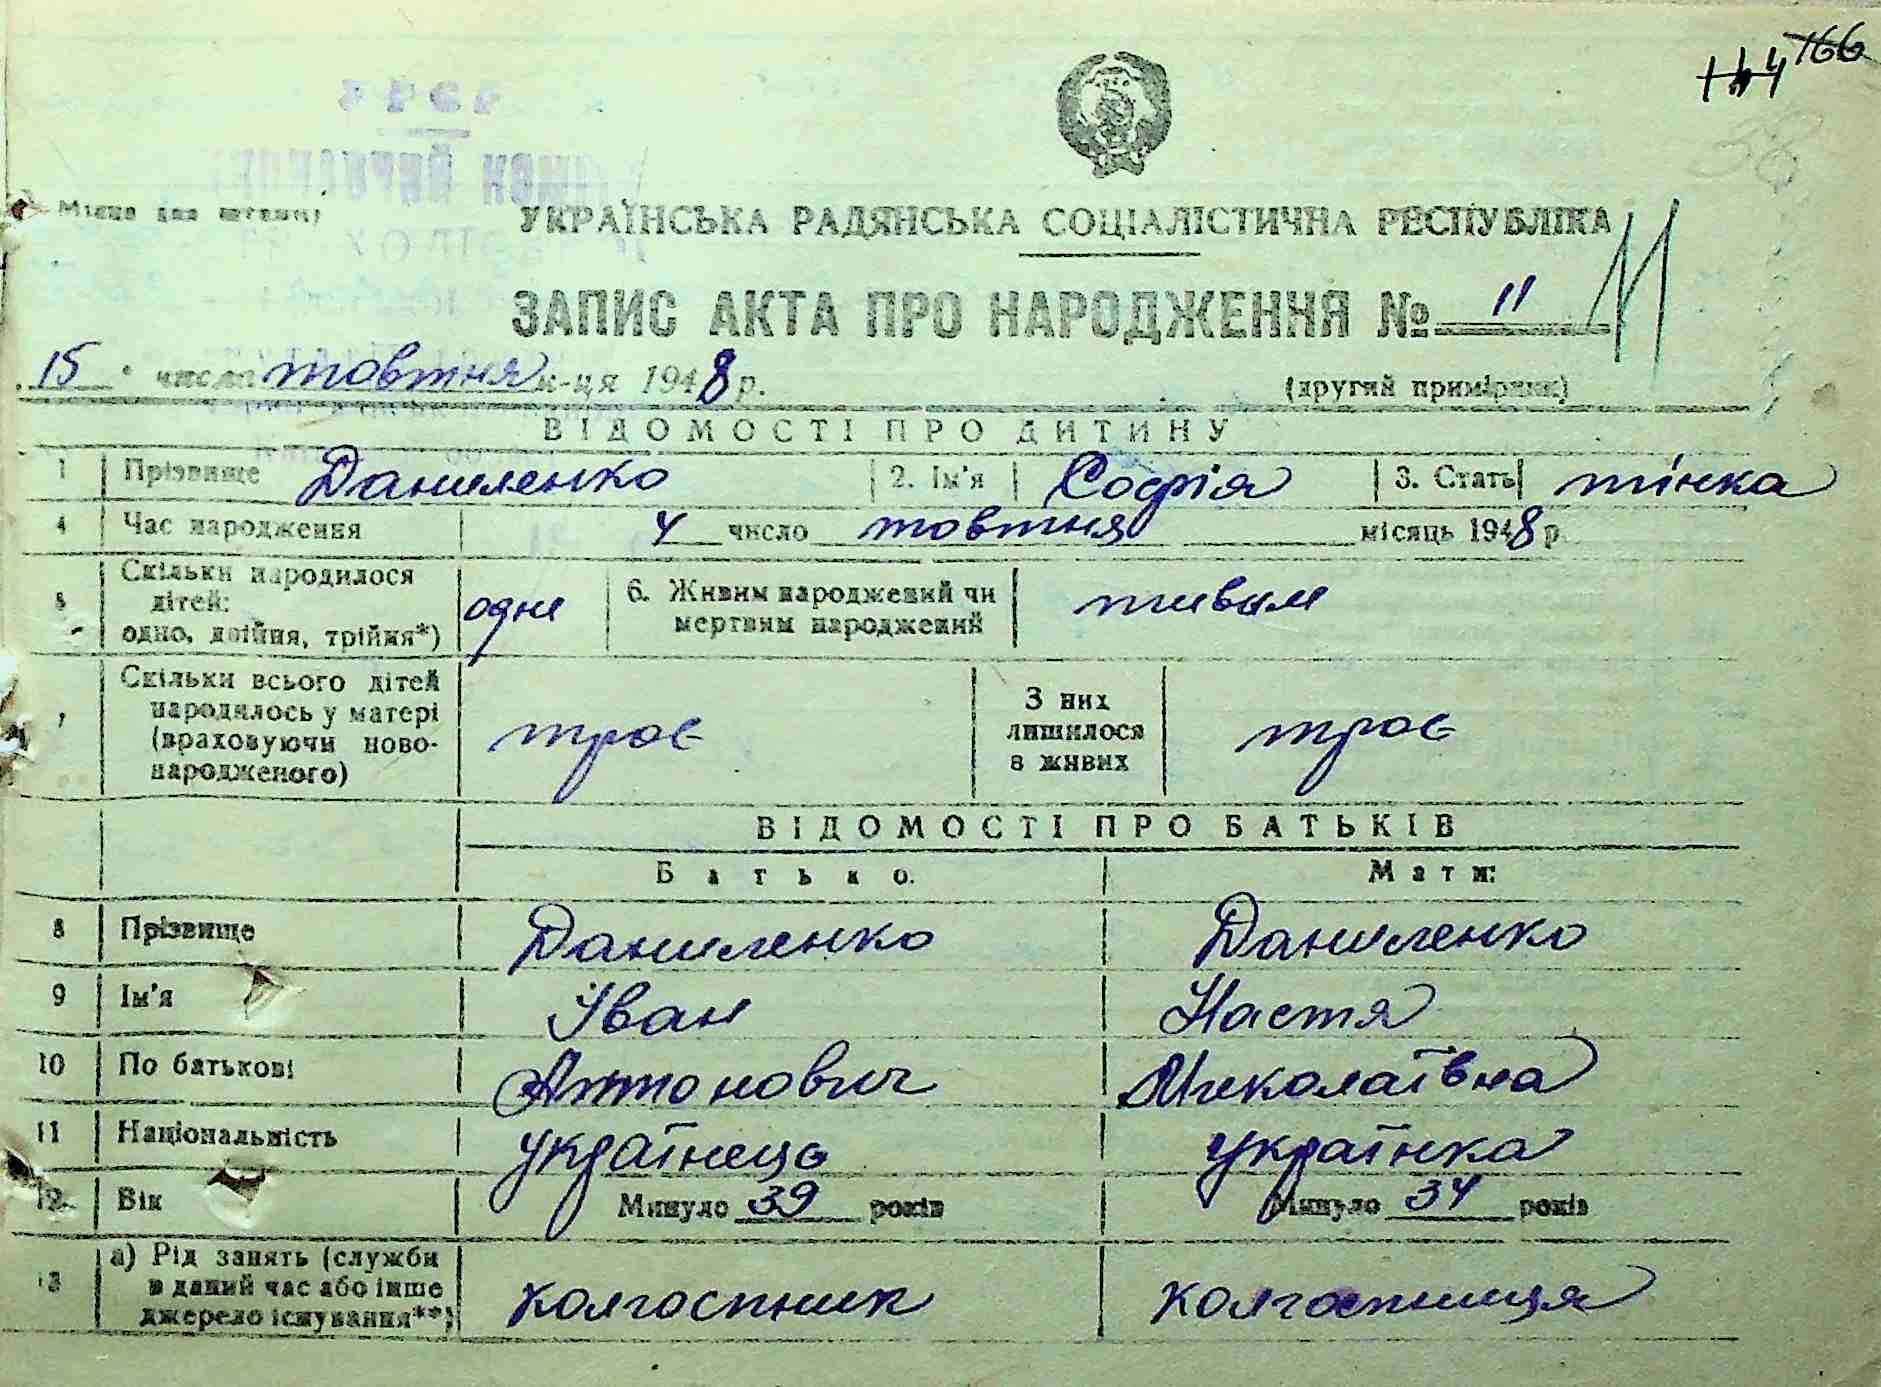 166
Місце для печатки
УКРАЇНСЬКА РАДЯНСЬКА СОЦІАЛІСТИЧНА РЕСПУБЛІКА
ЗАПИС АКТА ПРО НАРОДЖЕННЯ № 11 11
15 числа жовтня м-ця 1948 р. (другий примірник)
ВІДОМОСТІ ПРО ДИТИНУ
1 Прізвище Даниленко 2. Ім'я Софія 3. Стать жінка
4 Час народження 4 число жовтня місяць 1948 р
5 Скільки народилося дітей: одно, двійня, трійня*) одне 6. Живим народжений чи мертвим народжений живым
7 Скільки всього дітей народилось у матері (враховуючи новонародженого) троє З них лишилося в живих троє
ВІДОМОСТІ ПРО БАТЬКІВ
Батько: Мати:
8 Прізвище Даниленко Даниленко
9 Ім'я Іван Настя
10 По батькові Антонович Миколаївна
11 Національність українець українка
12 Вік Минуло 39 років Минуло 34 років
13 а) Рід занять (служби в даний час або інше джерело існування**) колгоспник колгоспниця